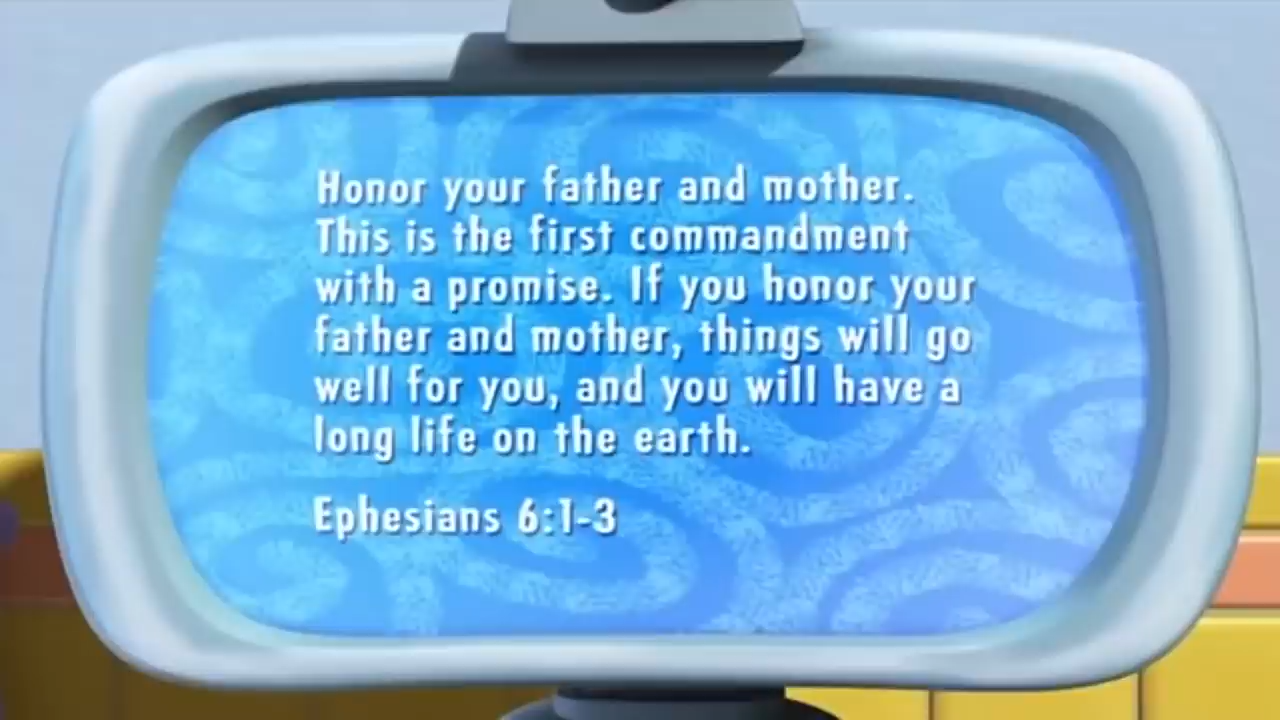 Honor your father and mother.
This is the first commandment
with a promise. If you honor your
father and mother, things will go
well for you, and you will have a
long life on the earth.
Ephesians 6:1-3